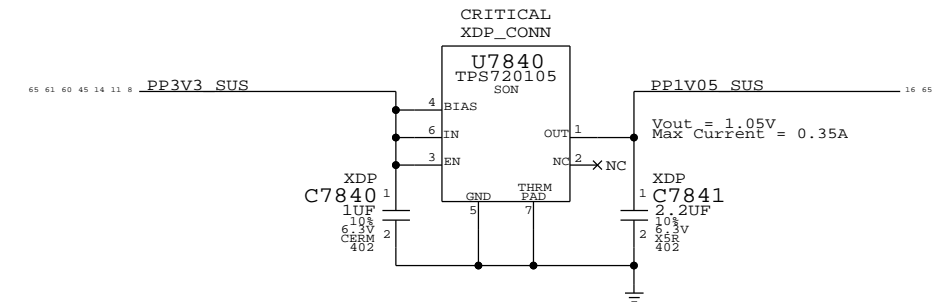 CRITICAL
XDP_CONN
U7840
TPS720105
SON
65 61 60 45 14 11 8 PP3V3_SUS
PP1V05_SUS 16 65
4 BIAS
6 IN
3 EN
OUT 1
NC 2 NC
Vout = 1.05V
Max Current = 0.35A
GND
THRM
PAD
5 7
XDP
C7840 1
1UF
10%
6.3V
CERM
402
2
XDP
1 C7841
2.2UF
10%
6.3V
X5R
402
2